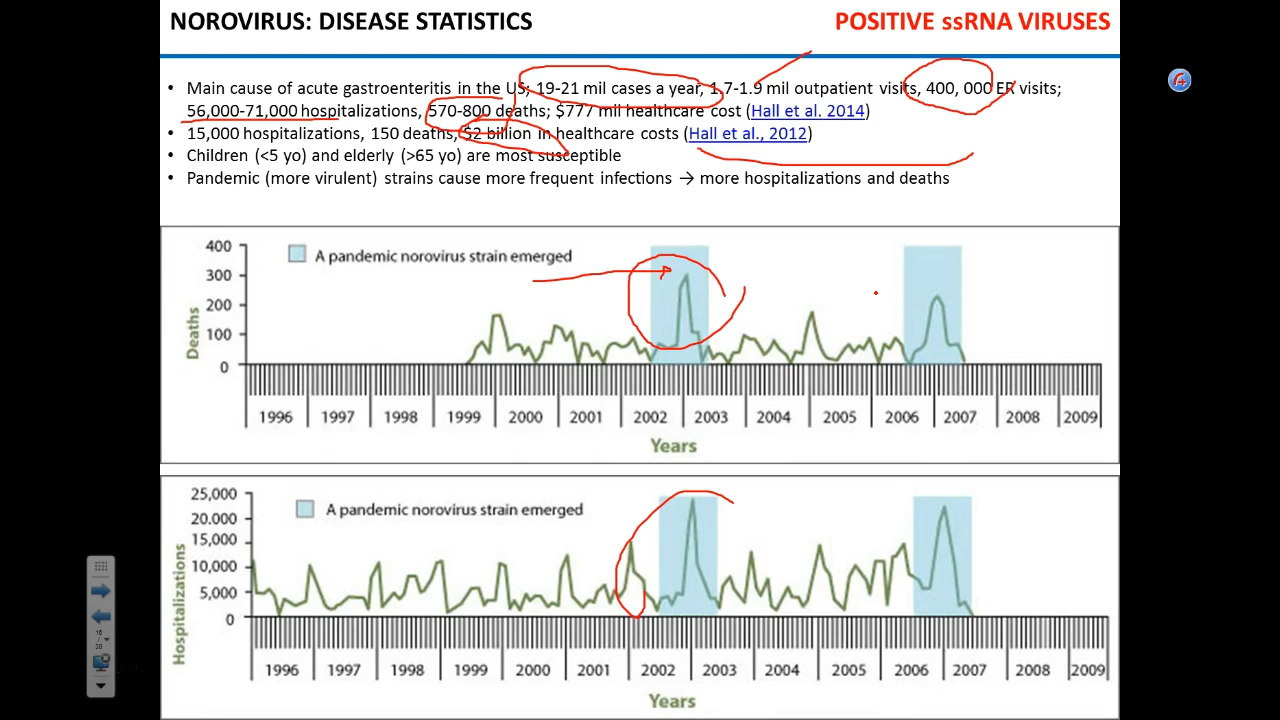 NOROVIRUS: DISEASE STATISTICS
POSITIVE ssRNA VIRUSES
• Main cause of acute gastroenteritis in the US; 19-21 mil cases a year, 1.7-1.9 mil outpatient visits, 400, 000 ER visits;
56,000-71,000 hospitalizations, 570-800 deaths; $777 mil healthcare cost (Hall et al. 2014)
• 15,000 hospitalizations, 150 deaths, $2 billion in healthcare costs (Hall et al., 2012)
• Children (<5 yo) and elderly (>65 yo) are most susceptible
• Pandemic (more virulent) strains cause more frequent infections → more hospitalizations and deaths
A pandemic norovirus strain emerged
Deaths
400
300
200
100
0
1996 1997 1998 1999 2000 2001 2002 2003 2004 2005 2006 2007 2008 2009
Years
A pandemic norovirus strain emerged
Hospitalizations
25,000
20.000
15,000
10,000
5,000
0
1996 1997 1998 1999 2000 2001 2002 2003 2004 2005 2006 2007 2008 2009
Years